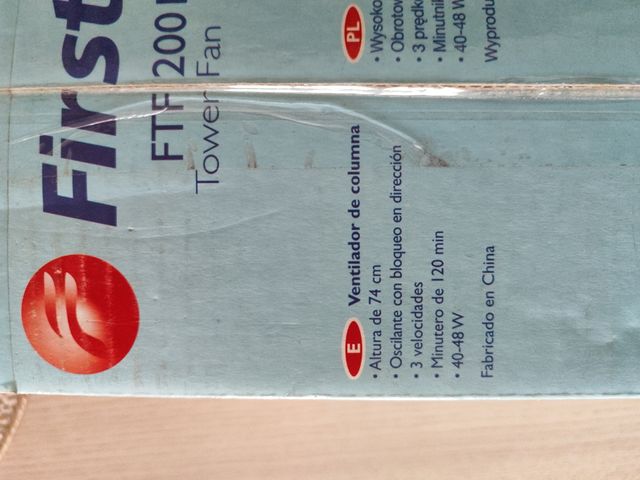 First
FTF 200
Tower Fan
E Ventilador de columna
• Altura de 74 cm
• Oscilante con bloqueo en dirección
• 3 velocidades
• Minutero de 120 min
• 40-48 W
Fabricado en China
PL
• Wysoko
• Obrotow
• 3 prędk
• Minutnik
• 40-48 W
Wyprodu